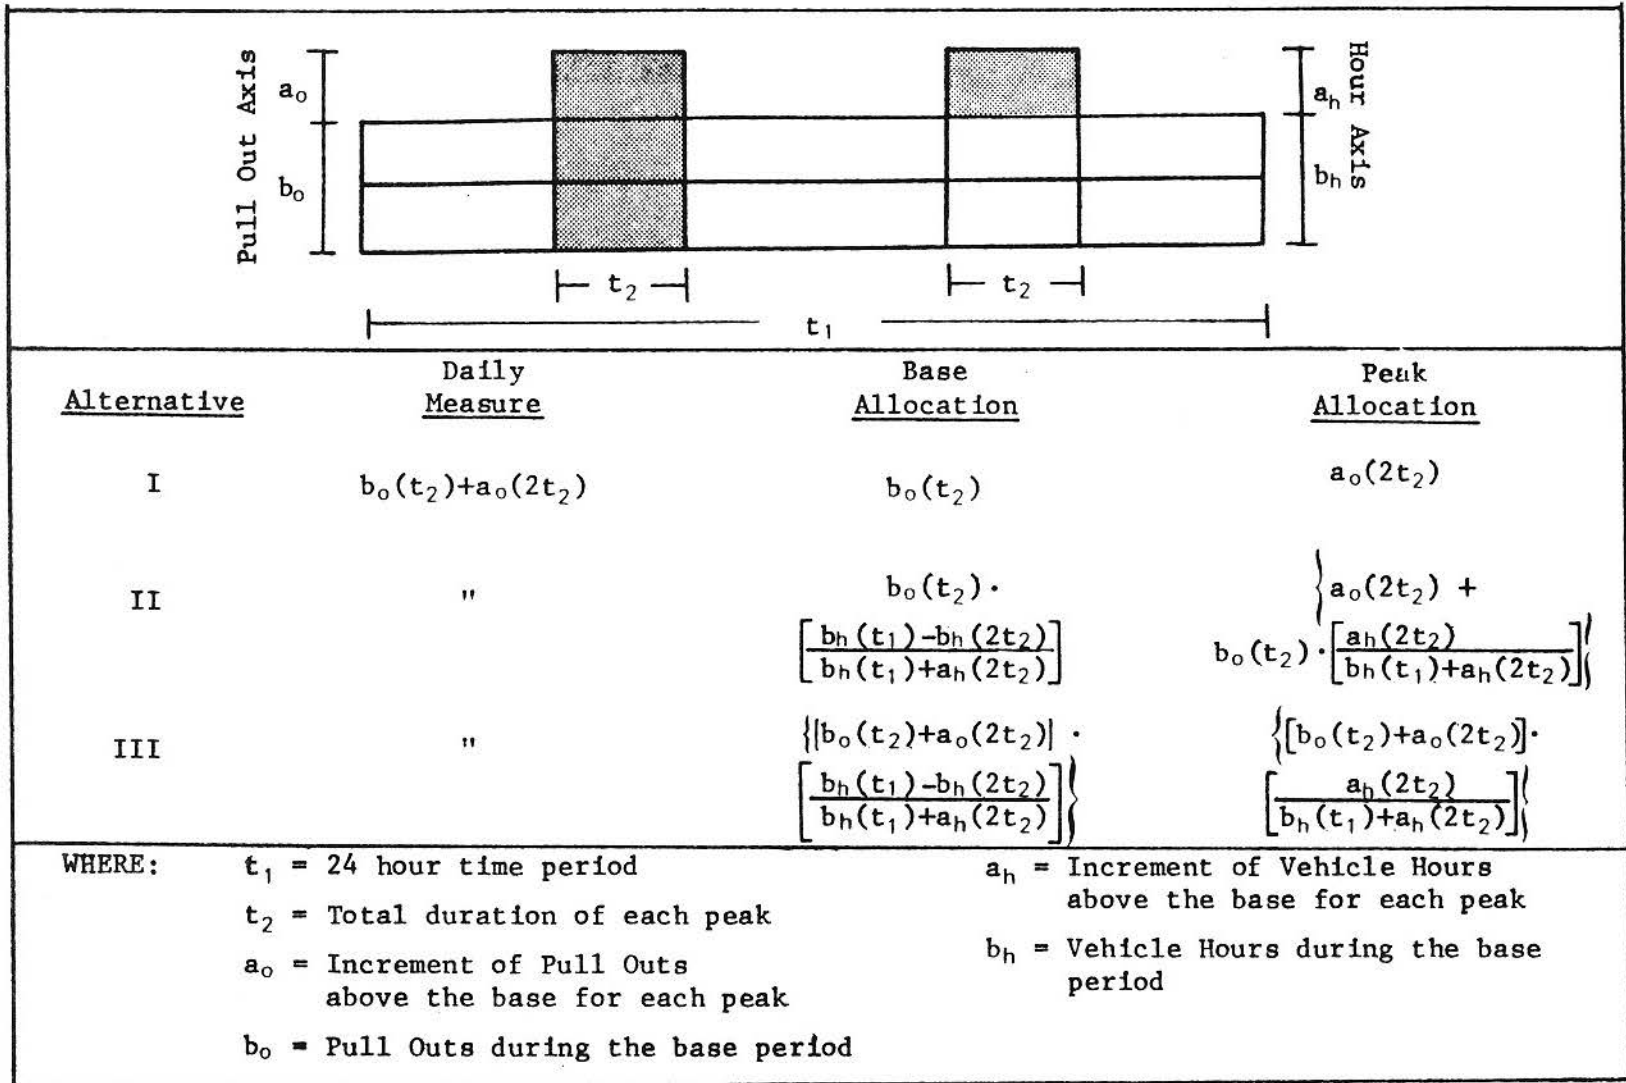 Pull Out Axis
a₀
b₀
Hour Axis
aₕ
bₕ
t₂
t₂
t₁
Alternative
Daily Measure
Base Allocation
Peak Allocation
I
b₀(t₂)+a₀(2t₂)
b₀(t₂)
a₀(2t₂)
II
"
b₀(t₂)·
[bₕ(t₁)-bₕ(2t₂)
bₕ(t₁)+aₕ(2t₂)]
{a₀(2t₂) +
b₀(t₂)·[aₕ(2t₂)
bₕ(t₁)+aₕ(2t₂)]}
III
"
{[b₀(t₂)+a₀(2t₂)] ·
[bₕ(t₁)-bₕ(2t₂)
bₕ(t₁)+aₕ(2t₂)]}
{[b₀(t₂)+a₀(2t₂)]·
[aₕ(2t₂)
bₕ(t₁)+aₕ(2t₂)]}
WHERE:
t₁ = 24 hour time period
t₂ = Total duration of each peak
a₀ = Increment of Pull Outs
above the base for each peak
b₀ = Pull Outs during the base period
aₕ = Increment of Vehicle Hours
above the base for each peak
bₕ = Vehicle Hours during the base
period